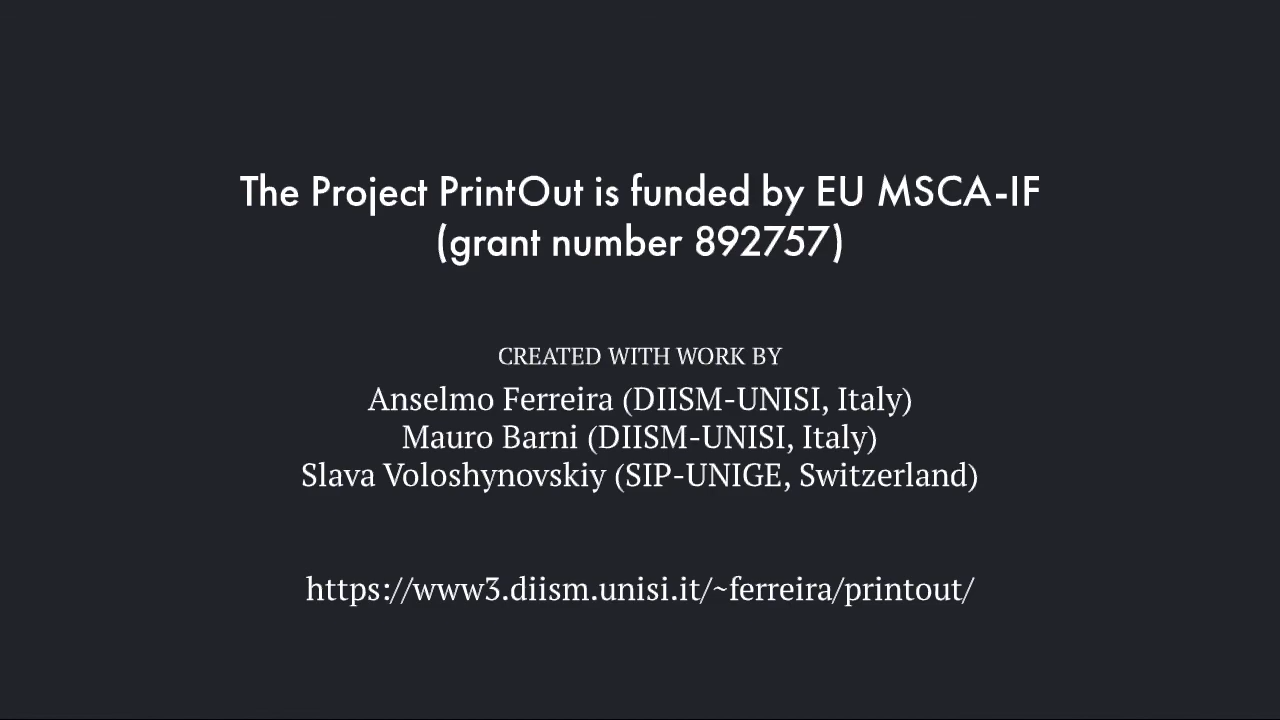 The Project PrintOut is funded by EU MSCA-IF
(grant number 892757)
CREATED WITH WORK BY
Anselmo Ferreira (DIISM-UNISI, Italy)
Mauro Barni (DIISM-UNISI, Italy)
Slava Voloshynovskiy (SIP-UNIGE, Switzerland)
https://www3.diism.unisi.it/~ferreira/printout/